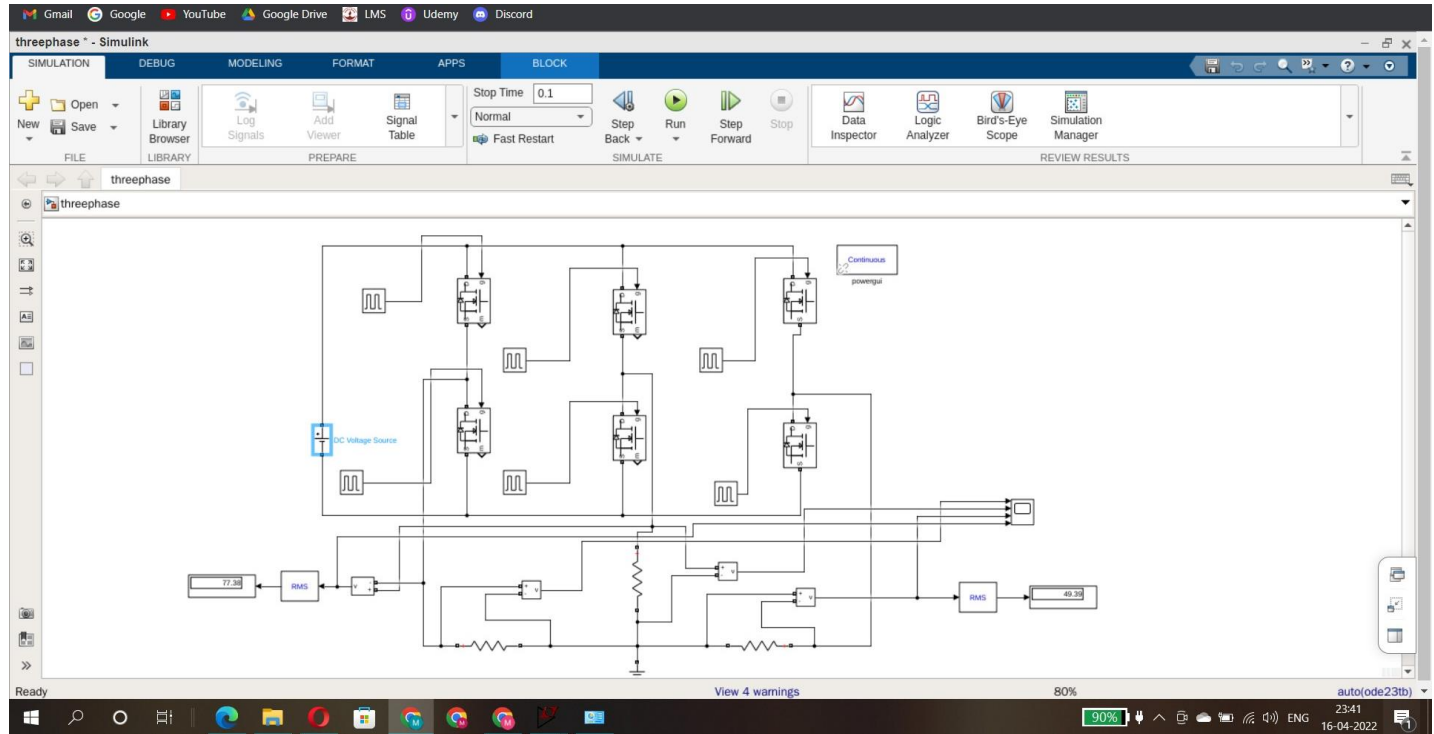 Gmail Google YouTube Google Drive LMS Udemy Discord
threephase * - Simulink
SIMULATION DEBUG MODELING FORMAT APPS BLOCK
New Open Save
Library Browser
Log Signals
Add Viewer
Signal Table
Stop Time 0.1
Normal
Fast Restart
Step Back
Run
Step Forward
Stop
Data Inspector
Logic Analyzer
Bird's-Eye Scope
Simulation Manager
FILE LIBRARY PREPARE SIMULATE REVIEW RESULTS
threephase
threephase
Continuous
powergui
DC Voltage Source
77.38
RMS
RMS
49.39
Ready View 4 warnings 80% auto(ode23tb)
90% ENG 23:41
16-04-2022